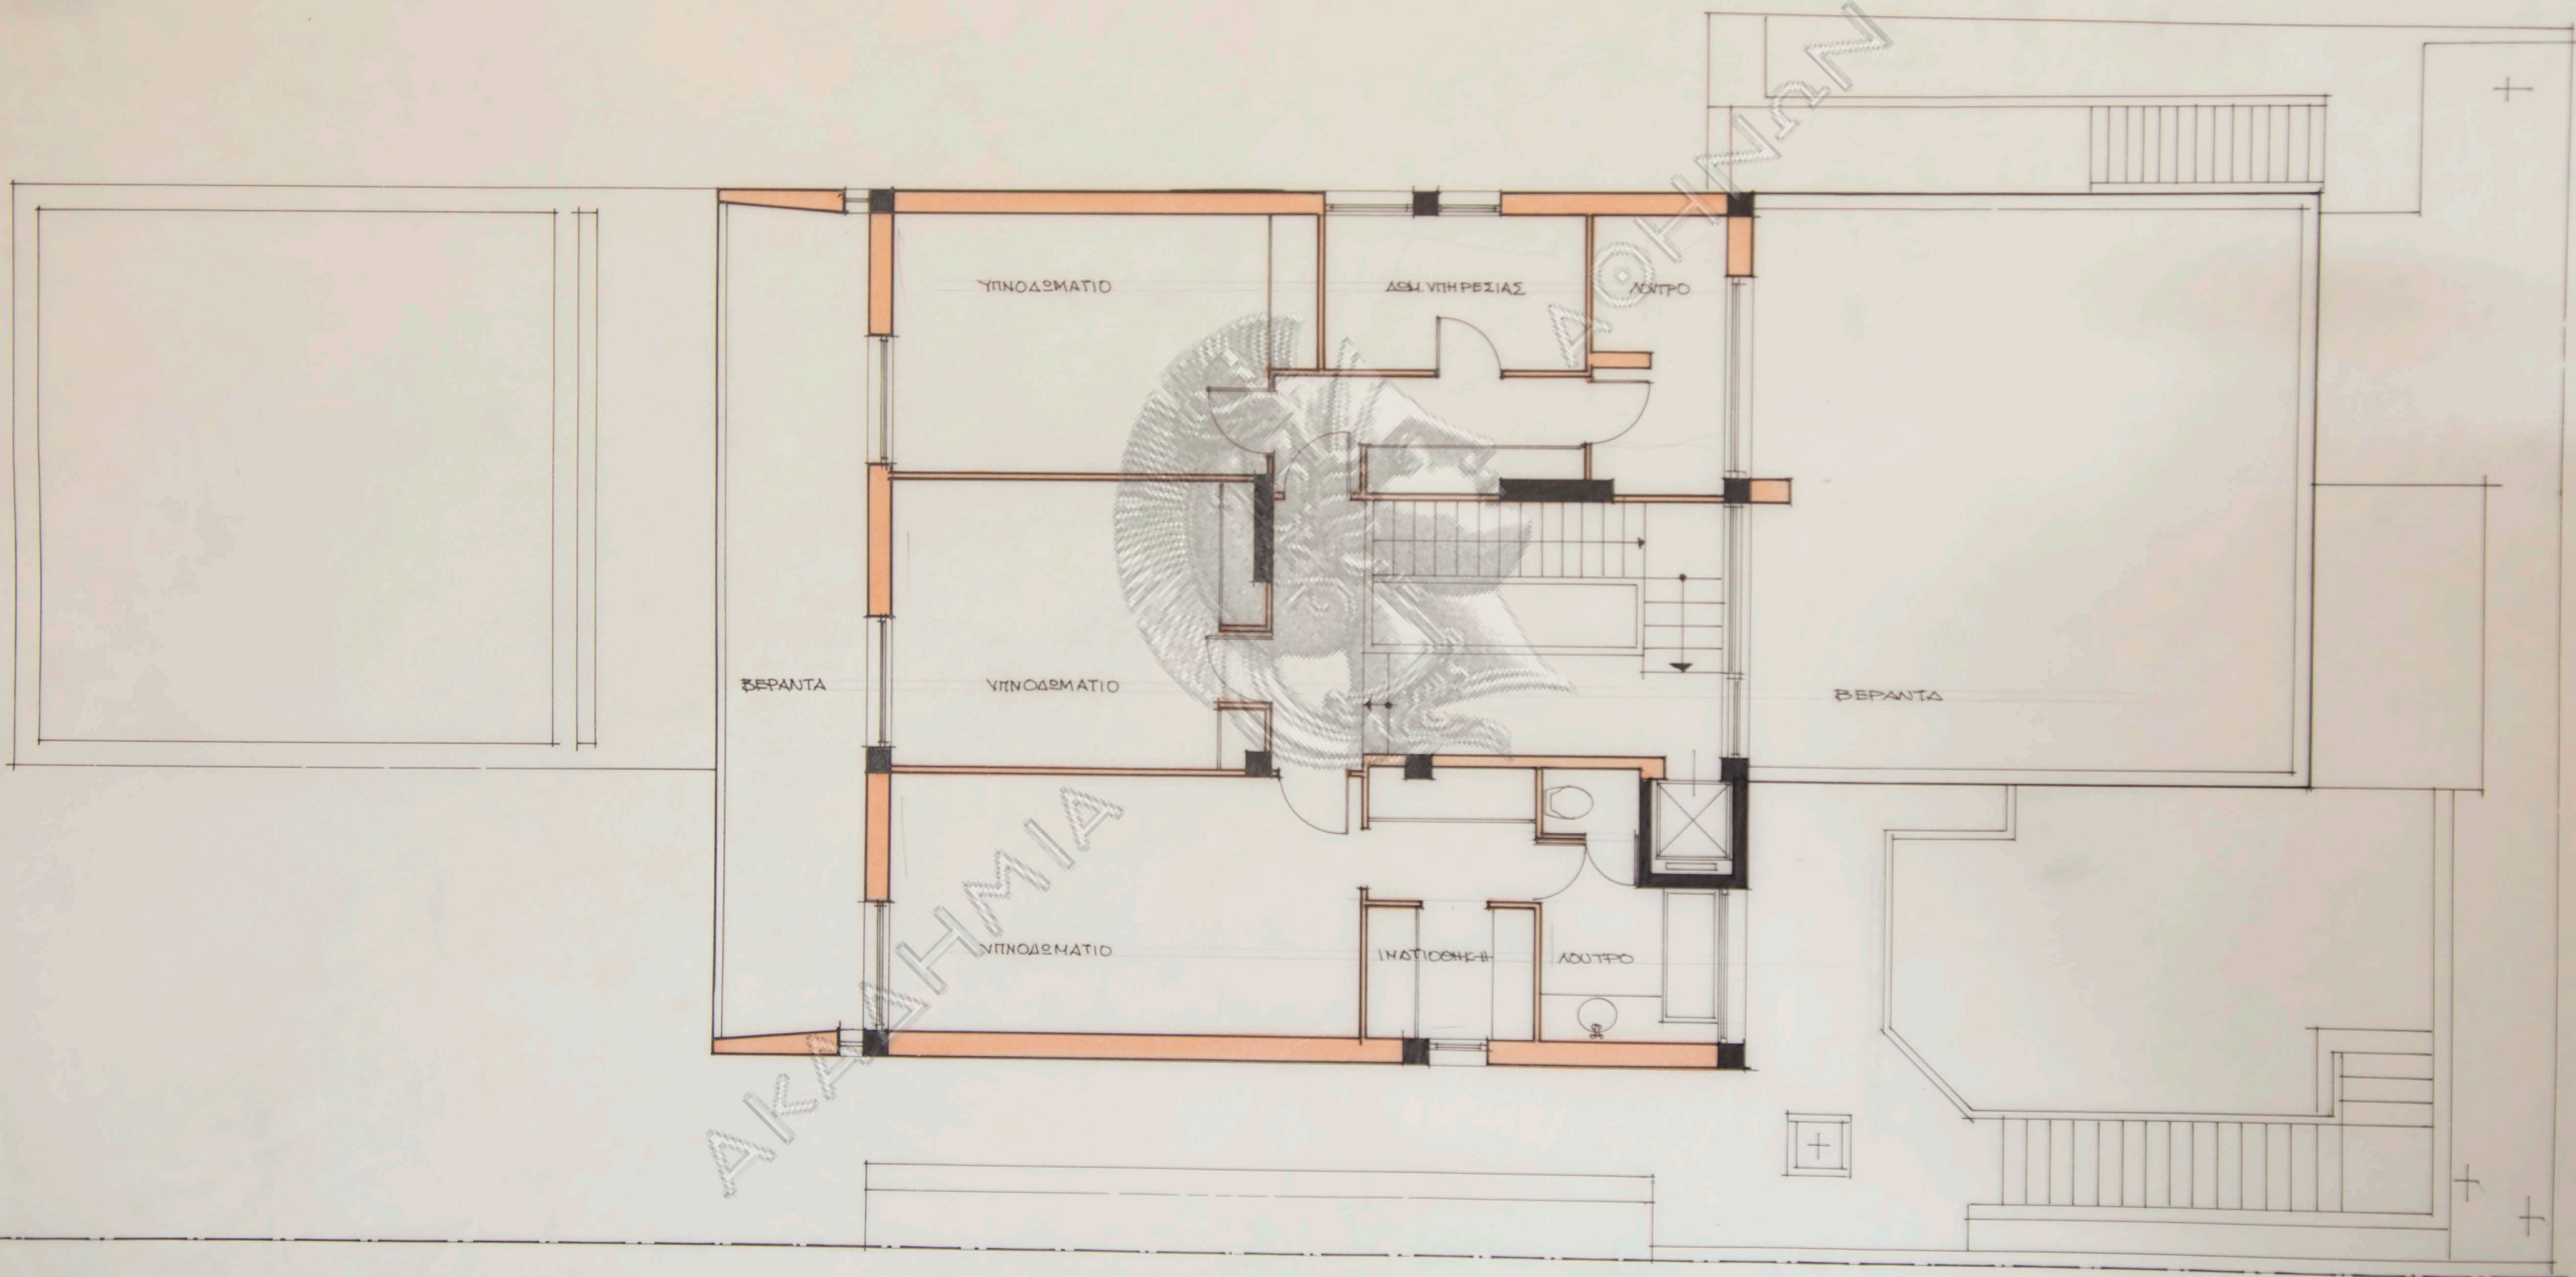 ΥΠΝΟΔΩΜΑΤΙΟ
ΔΩΜ. ΥΠΗΡΕΣΙΑΣ
ΛΟΥΤΡΟ
ΒΕΡΑΝΤΑ
ΥΠΝΟΔΩΜΑΤΙΟ
ΒΕΡΑΝΤΑ
ΥΠΝΟΔΩΜΑΤΙΟ
ΙΜΑΤΙΟΘΗΚΗ
ΛΟΥΤΡΟ
ΑΚΑΔΗΜΙΑ ΑΘΗΝΩΝ